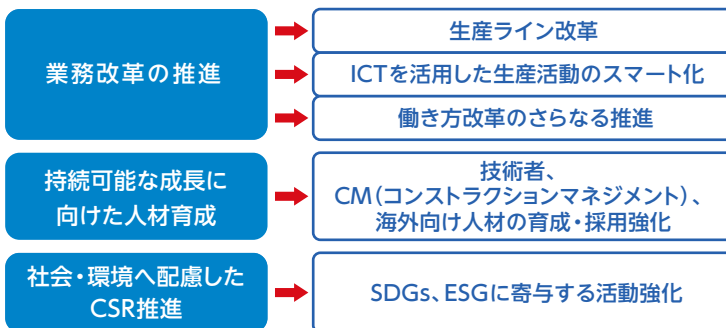 業務改革の推進
生産ライン改革
ICTを活用した生産活動のスマート化
働き方改革のさらなる推進
持続可能な成長に
向けた人材育成
技術者、
CM(コンストラクションマネジメント)、
海外向け人材の育成・採用強化
社会・環境へ配慮した
CSR推進
SDGs、ESGに寄与する活動強化